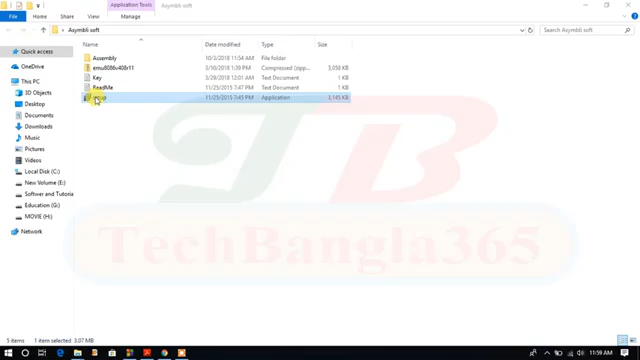 Application Tools
Asymbli soft
File
Home
Share
View
Manage
Asymbli soft
Search Asymbli soft
Name
Date modified
Type
Size
Assembly
10/3/2018 11:54 AM
File folder
emu8086v408r11
3/10/2018 1:39 PM
Compressed (zipp...
3,058 KB
Key
3/29/2018 12:01 AM
Text Document
1 KB
ReadMe
11/25/2015 7:47 PM
Text Document
1 KB
11/25/2015 7:45 PM
Application
3,145 KB
Quick access
OneDrive
This PC
3D Objects
Desktop
Documents
Downloads
Music
Pictures
Videos
Local Disk (C:)
New Volume (E:)
Softwer and Tutoria
Education (G:)
MOVIE (H:)
Network
TB
TechBangla365
5 items
1 item selected 3.07 MB
11:59 AM